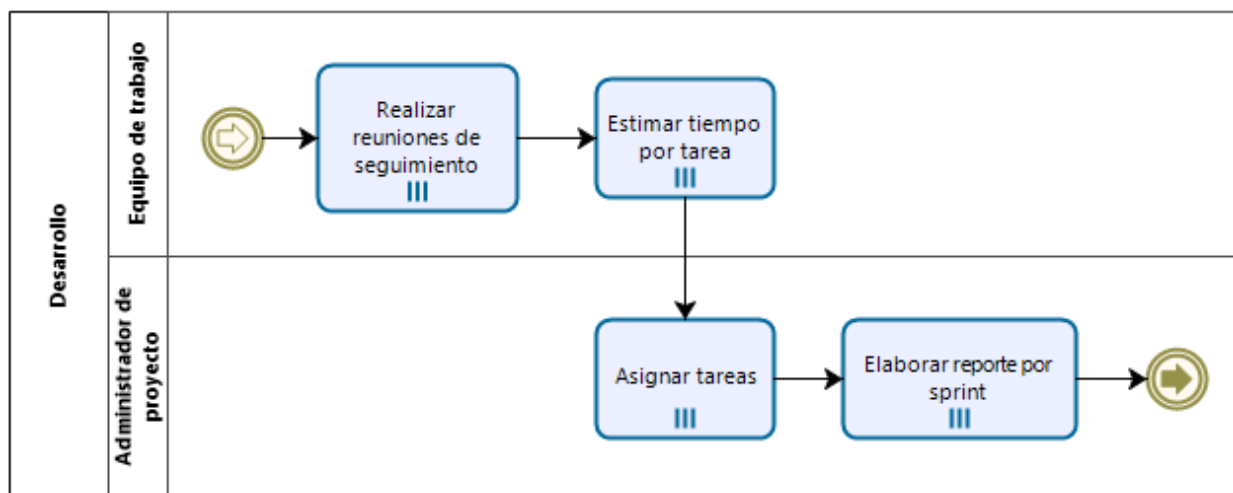 Desarrollo
Equipo de trabajo
Realizar
reuniones de
seguimiento
Estimar tiempo
por tarea
Administrador de
proyecto
Asignar tareas
Elaborar reporte por
sprint